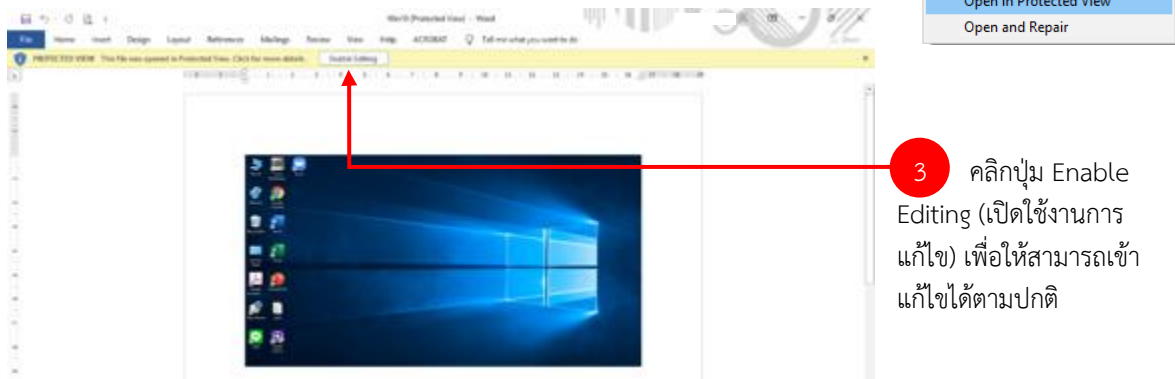 Open in Protected View
Open and Repair
Win10 [Protected View] - Word
File Home Insert Design Layout References Mailings Review View Help ACROBAT Tell me what you want to do
PROTECTED VIEW This file was opened in Protected View. Click for more details. Enable Editing
3 คลิกปุ่ม Enable
Editing (เปิดใช้งานการ
แก้ไข) เพื่อให้สามารถเข้า
แก้ไขได้ตามปกติ